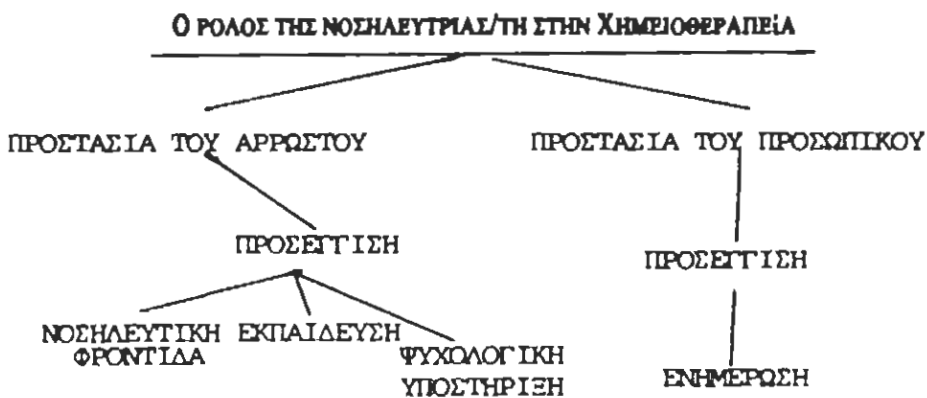 Ο ΡΟΛΟΣ ΤΗΣ ΝΟΣΗΛΕΥΤΡΙΑΣ/ΤΗ ΣΤΗΝ ΧΗΜΕΙΟΘΕΡΑΠΕίΑ
ΠΡΟΣΤΑΣΙΑ ΤΟΥ ΑΡΡΩΣΤΟΥ ΠΡΟΣΤΑΣΙΑ ΤΟΥ ΠΡΟΣΩΠΙΚΟΥ
ΠΡΟΣΕΓΓΙΣΗ ΠΡΟΣΕΓΓΙΣΗ
ΝΟΣΗΛΕΥΤΙΚΗ ΕΚΠΑΙΔΕΥΣΗ
ΦΡΟΝΤΙΔΑ
ΨΥΧΟΛΟΓΙΚΗ
ΥΠΟΣΤΗΡΙΞΗ
ΕΝΗΜΕΡΩΣΗ